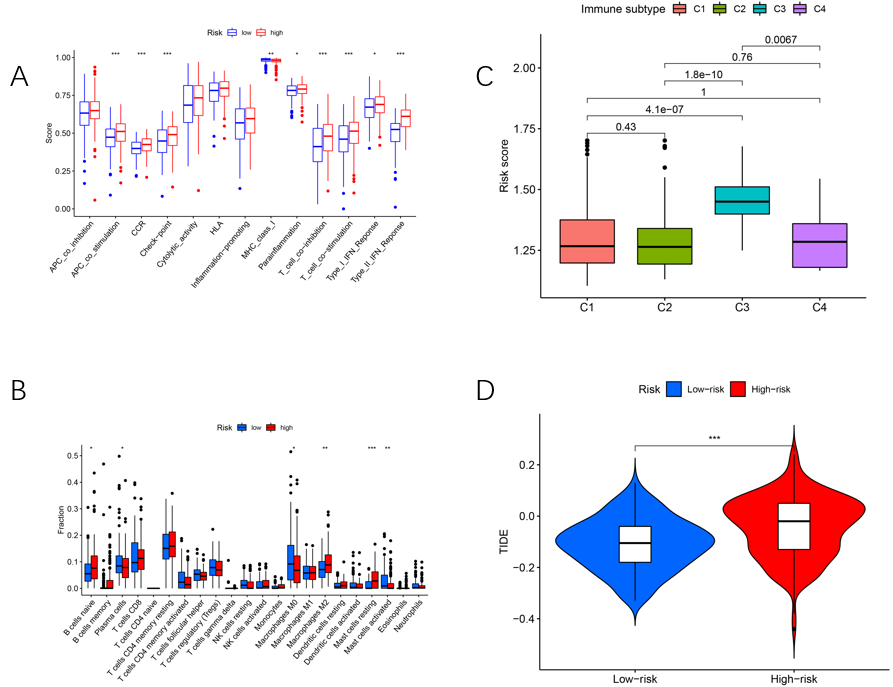 Immune subtype C1 C2 C3 C4
A
Risk low high
Score
1.00
0.75
0.50
0.25
0.00
*** *** *** ** * *** *** * ***
APC_co_inhibition
APC_co_stimulation
CCR
Check-point
Cytolytic_activity
HLA
Inflammation-promoting
MHC_class_I
Parainflammation
T_cell_co-inhibition
T_cell_co-stimulation
Type_I_IFN_Reponse
Type_II_IFN_Reponse
C
Risk score
2.00
1.75
1.50
1.25
0.0067
0.76
1.8e-10
1
4.1e-07
0.43
C1 C2 C3 C4
B
Risk low high
Fraction
0.5
0.4
0.3
0.2
0.1
0.0
* * * ** *** **
B cells naive
B cells memory
Plasma cells
T cells CD8
T cells CD4 naive
T cells CD4 memory resting
T cells CD4 memory activated
T cells follicular helper
T cells regulatory (Tregs)
T cells gamma delta
NK cells resting
NK cells activated
Monocytes
Macrophages M0
Macrophages M1
Macrophages M2
Dendritic cells resting
Dendritic cells activated
Mast cells resting
Mast cells activated
Eosinophils
Neutrophils
D
Risk Low-risk High-risk
TIDE
0.2
0.0
-0.2
-0.4
***
Low-risk High-risk